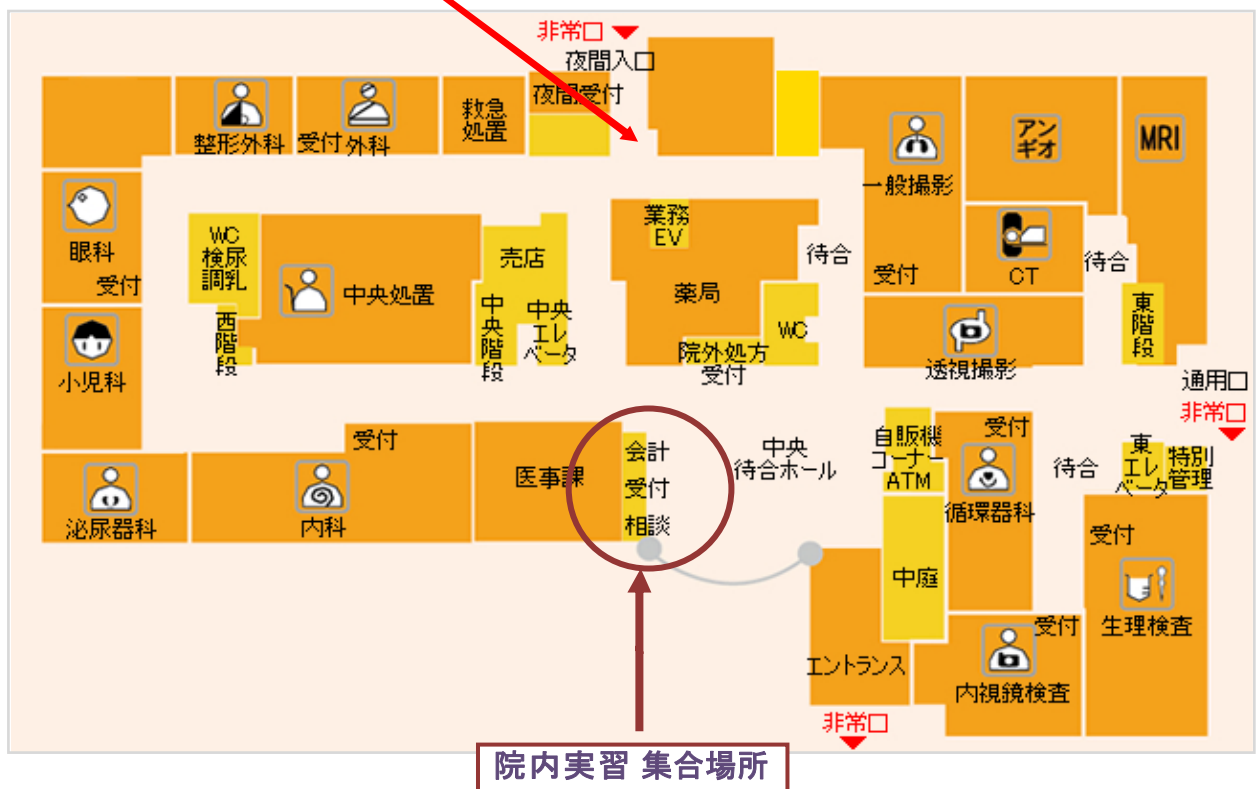 非常口
夜間入口
夜間受付
整形外科
受付
外科
救急
処置
一般撮影
受付
アン
ギオ
MRI
眼科
受付
WC
検尿
調乳
中央処置
売店
業務
EV
待合
CT
待合
西階段
中央階段
中央
エレ
ベータ
薬局
WC
院外処方
受付
透視撮影
東階段
小児科
通用口
非常口
受付
医事課
会計
受付
相談
中央
待合ホール
自販機
コーナー
ATM
受付
循環器科
待合
東
エレ
ベータ
特別
管理
泌尿器科
内科
中庭
受付
生理検査
エントランス
受付
内視鏡検査
非常口
院内実習 集合場所